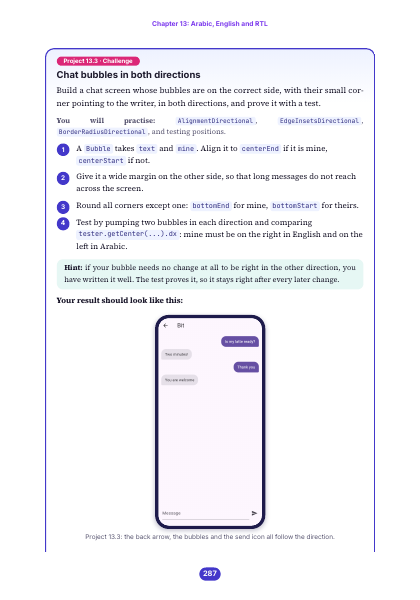 Chapter 13: Arabic, English and RTL
Project 13.3 · Challenge
Chat bubbles in both directions
Build a chat screen whose bubbles are on the correct side, with their small cor-
ner pointing to the writer, in both directions, and prove it with a test.
You will practise: AlignmentDirectional, EdgeInsetsDirectional,
BorderRadiusDirectional, and testing positions.
1 A Bubble takes text and mine. Align it to centerEnd if it is mine,
centerStart if not.
2 Give it a wide margin on the other side, so that long messages do not reach
across the screen.
3 Round all corners except one: bottomEnd for mine, bottomStart for theirs.
4 Test by pumping two bubbles in each direction and comparing
tester.getCenter(...).dx: mine must be on the right in English and on the
left in Arabic.
Hint: if your bubble needs no change at all to be right in the other direction, you
have written it well. The test proves it, so it stays right after every later change.
Your result should look like this:
Bit
Is my latte ready?
Two minutes!
Thank you
You are welcome
Message
Project 13.3: the back arrow, the bubbles and the send icon all follow the direction.
287